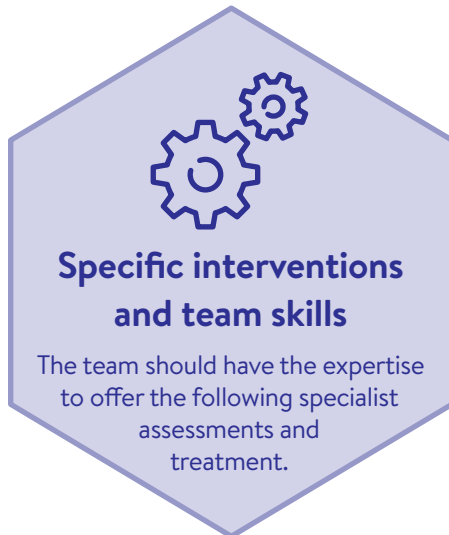 Specific interventions
and team skills
The team should have the expertise
to offer the following specialist
assessments and
treatment.